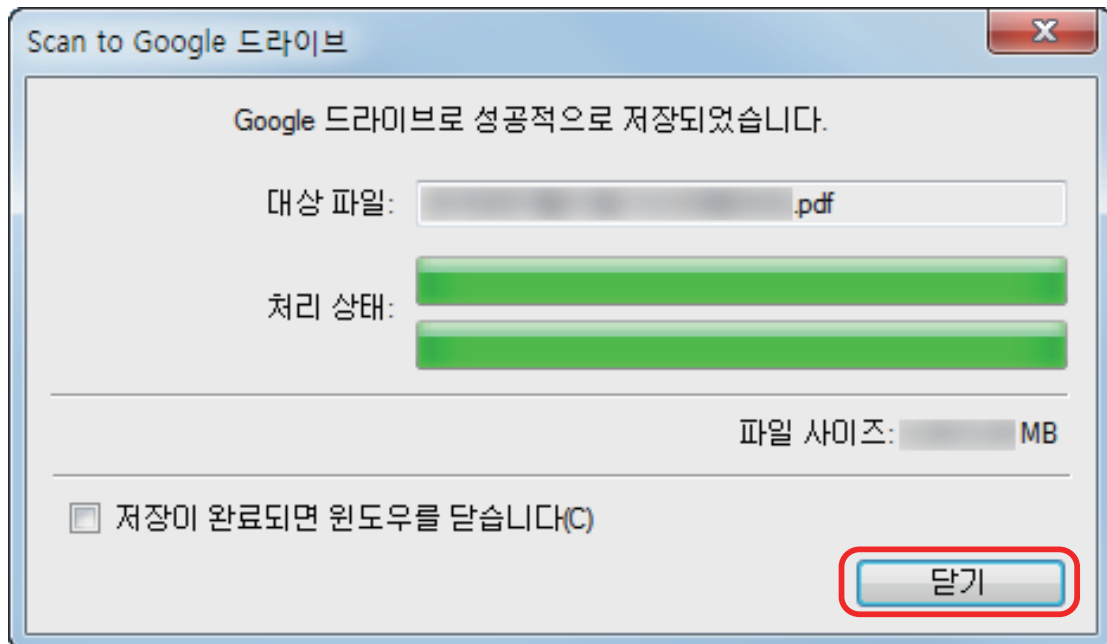 Scan to Google 드라이브
Google 드라이브로 성공적으로 저장되었습니다.
대상 파일: .pdf
처리 상태:
파일 사이즈: MB
저장이 완료되면 윈도우를 닫습니다(C)
닫기